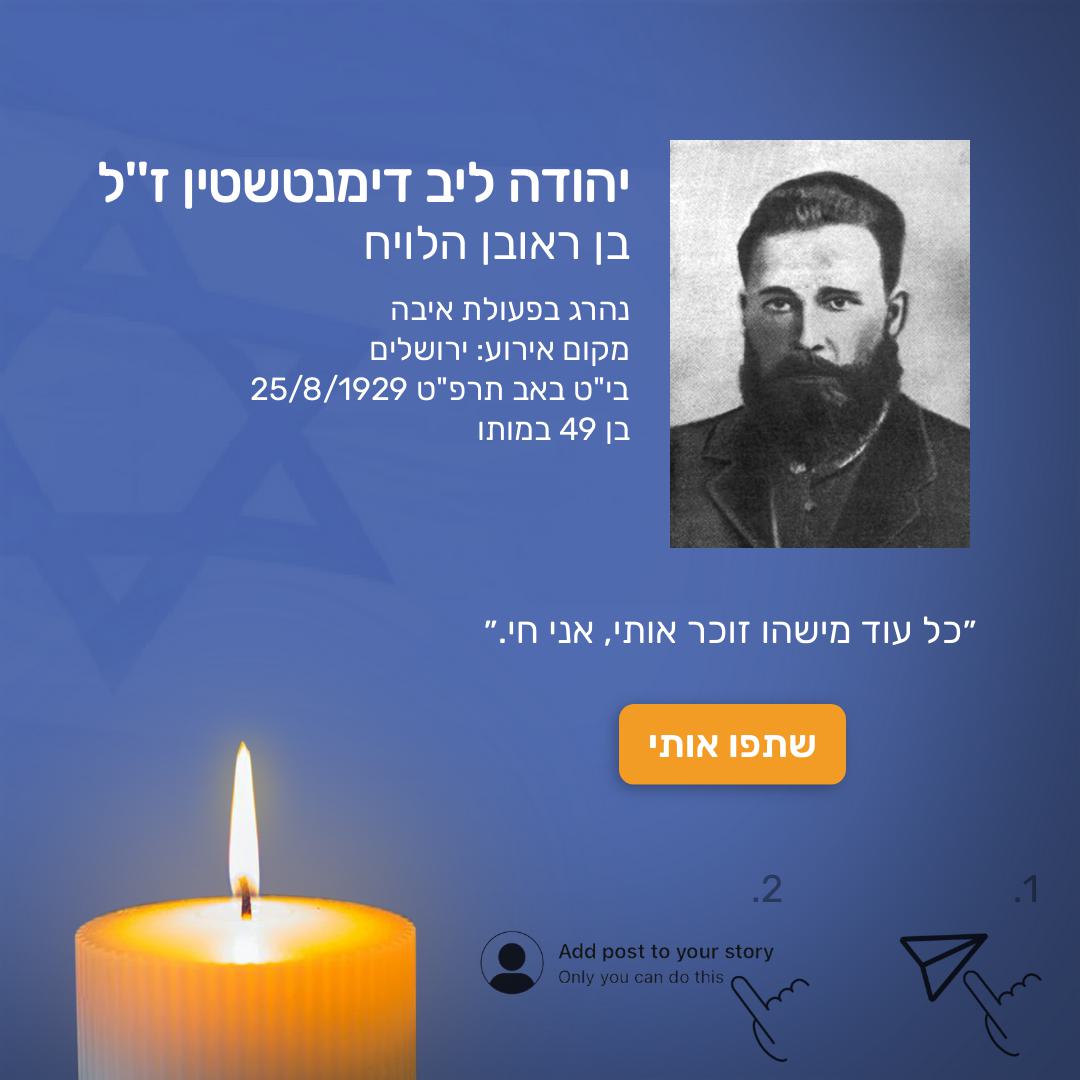 יהודה ליב דימנטשטין ז"ל
בן ראובן הלויח
נהרג בפעולת איבה
מקום אירוע: ירושלים
בי"ט באב תרפ"ט 25/8/1929
בן 49 במותו
״כל עוד מישהו זוכר אותי, אני חי.״
שתפו אותי
1.
2.
Add post to your story
Only you can do this